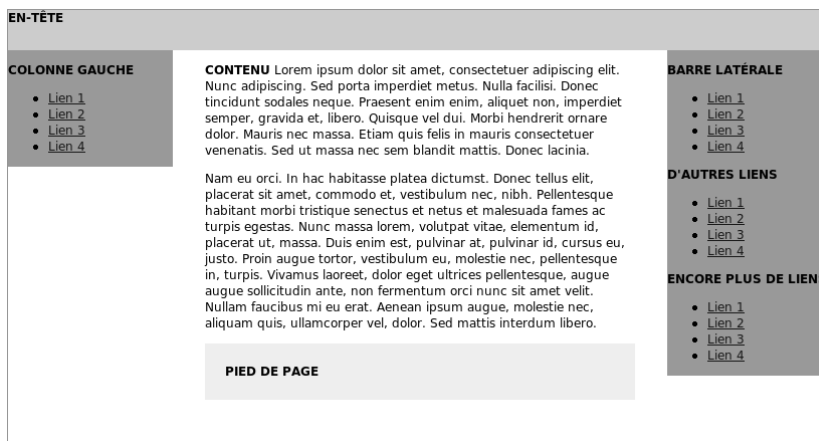 EN-TÊTE
COLONNE GAUCHE
Lien 1
Lien 2
Lien 3
Lien 4
CONTENU Lorem ipsum dolor sit amet, consectetuer adipiscing elit.
Nunc adipiscing. Sed porta imperdiet metus. Nulla facilisi. Donec
tincidunt sodales neque. Praesent enim enim, aliquet non, imperdiet
semper, gravida et, libero. Quisque vel dui. Morbi hendrerit ornare
dolor. Mauris nec massa. Etiam quis felis in mauris consectetuer
venenatis. Sed ut massa nec sem blandit mattis. Donec lacinia.
Nam eu orci. In hac habitasse platea dictumst. Donec tellus elit,
placerat sit amet, commodo et, vestibulum nec, nibh. Pellentesque
habitant morbi tristique senectus et netus et malesuada fames ac
turpis egestas. Nunc massa lorem, volutpat vitae, elementum id,
placerat ut, massa. Duis enim est, pulvinar at, pulvinar id, cursus eu,
justo. Proin augue tortor, vestibulum eu, molestie nec, pellentesque
in, turpis. Vivamus laoreet, dolor eget ultrices pellentesque, augue
augue sollicitudin ante, non fermentum orci nunc sit amet velit.
Nullam faucibus mi eu erat. Aenean ipsum augue, molestie nec,
aliquam quis, ullamcorper vel, dolor. Sed mattis interdum libero.
PIED DE PAGE
BARRE LATÉRALE
Lien 1
Lien 2
Lien 3
Lien 4
D'AUTRES LIENS
Lien 1
Lien 2
Lien 3
Lien 4
ENCORE PLUS DE LIEN
Lien 1
Lien 2
Lien 3
Lien 4